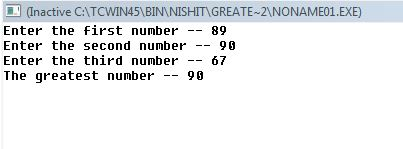 (Inactive C:\TCWIN45\BIN\NISHIT\GREATE~2\NONAME01.EXE)
Enter the first number -- 89
Enter the second number -- 90
Enter the third number -- 67
The greatest number -- 90